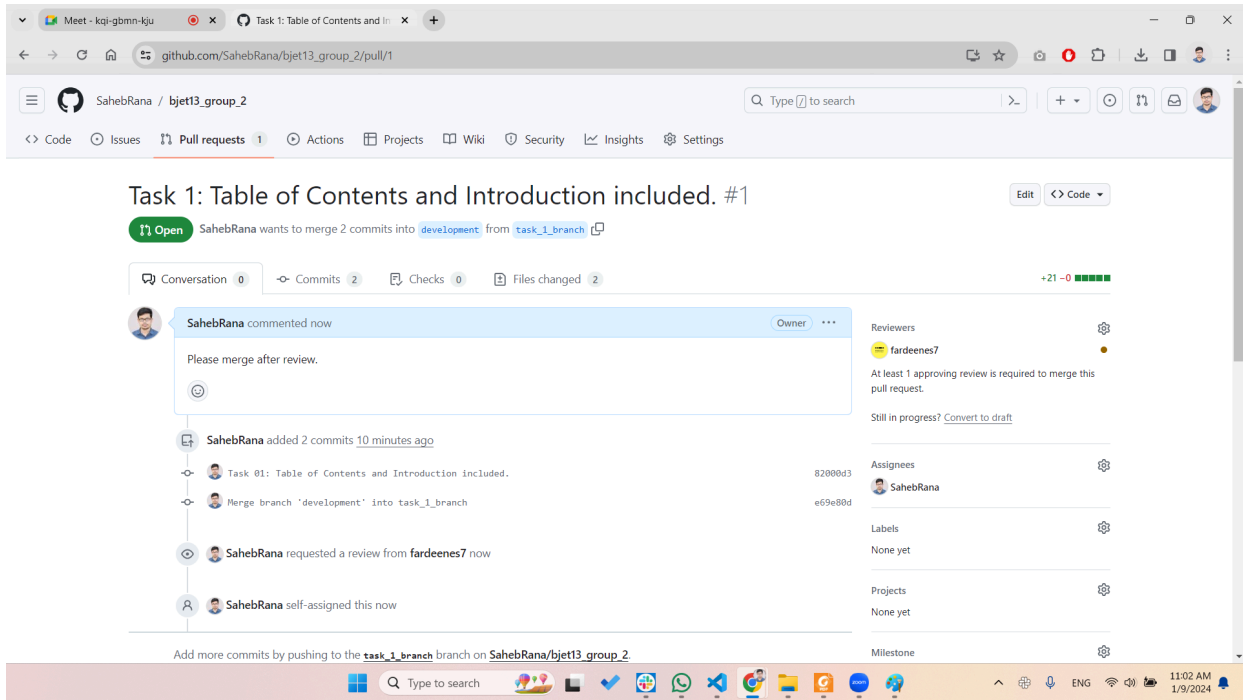 Meet - kqi-gbmn-kju
Task 1: Table of Contents and In
github.com/SahebRana/bjet13_group_2/pull/1
SahebRana / bjet13_group_2
Type / to search
Code
Issues
Pull requests 1
Actions
Projects
Wiki
Security
Insights
Settings
Task 1: Table of Contents and Introduction included. #1
Edit
Code
Open
SahebRana wants to merge 2 commits into development from task_1_branch
Conversation 0
Commits 2
Checks 0
Files changed 2
+21 −0
SahebRana commented now
Owner
Please merge after review.
SahebRana added 2 commits 10 minutes ago
Task 01: Table of Contents and Introduction included.
82000d3
Merge branch 'development' into task_1_branch
e69e80d
SahebRana requested a review from fardeenes7 now
SahebRana self-assigned this now
Add more commits by pushing to the task_1_branch branch on SahebRana/bjet13_group_2.
Reviewers
fardeenes7
At least 1 approving review is required to merge this
pull request.
Still in progress? Convert to draft
Assignees
SahebRana
Labels
None yet
Projects
None yet
Milestone
Type to search
zoom
ENG
11:02 AM
1/9/2024